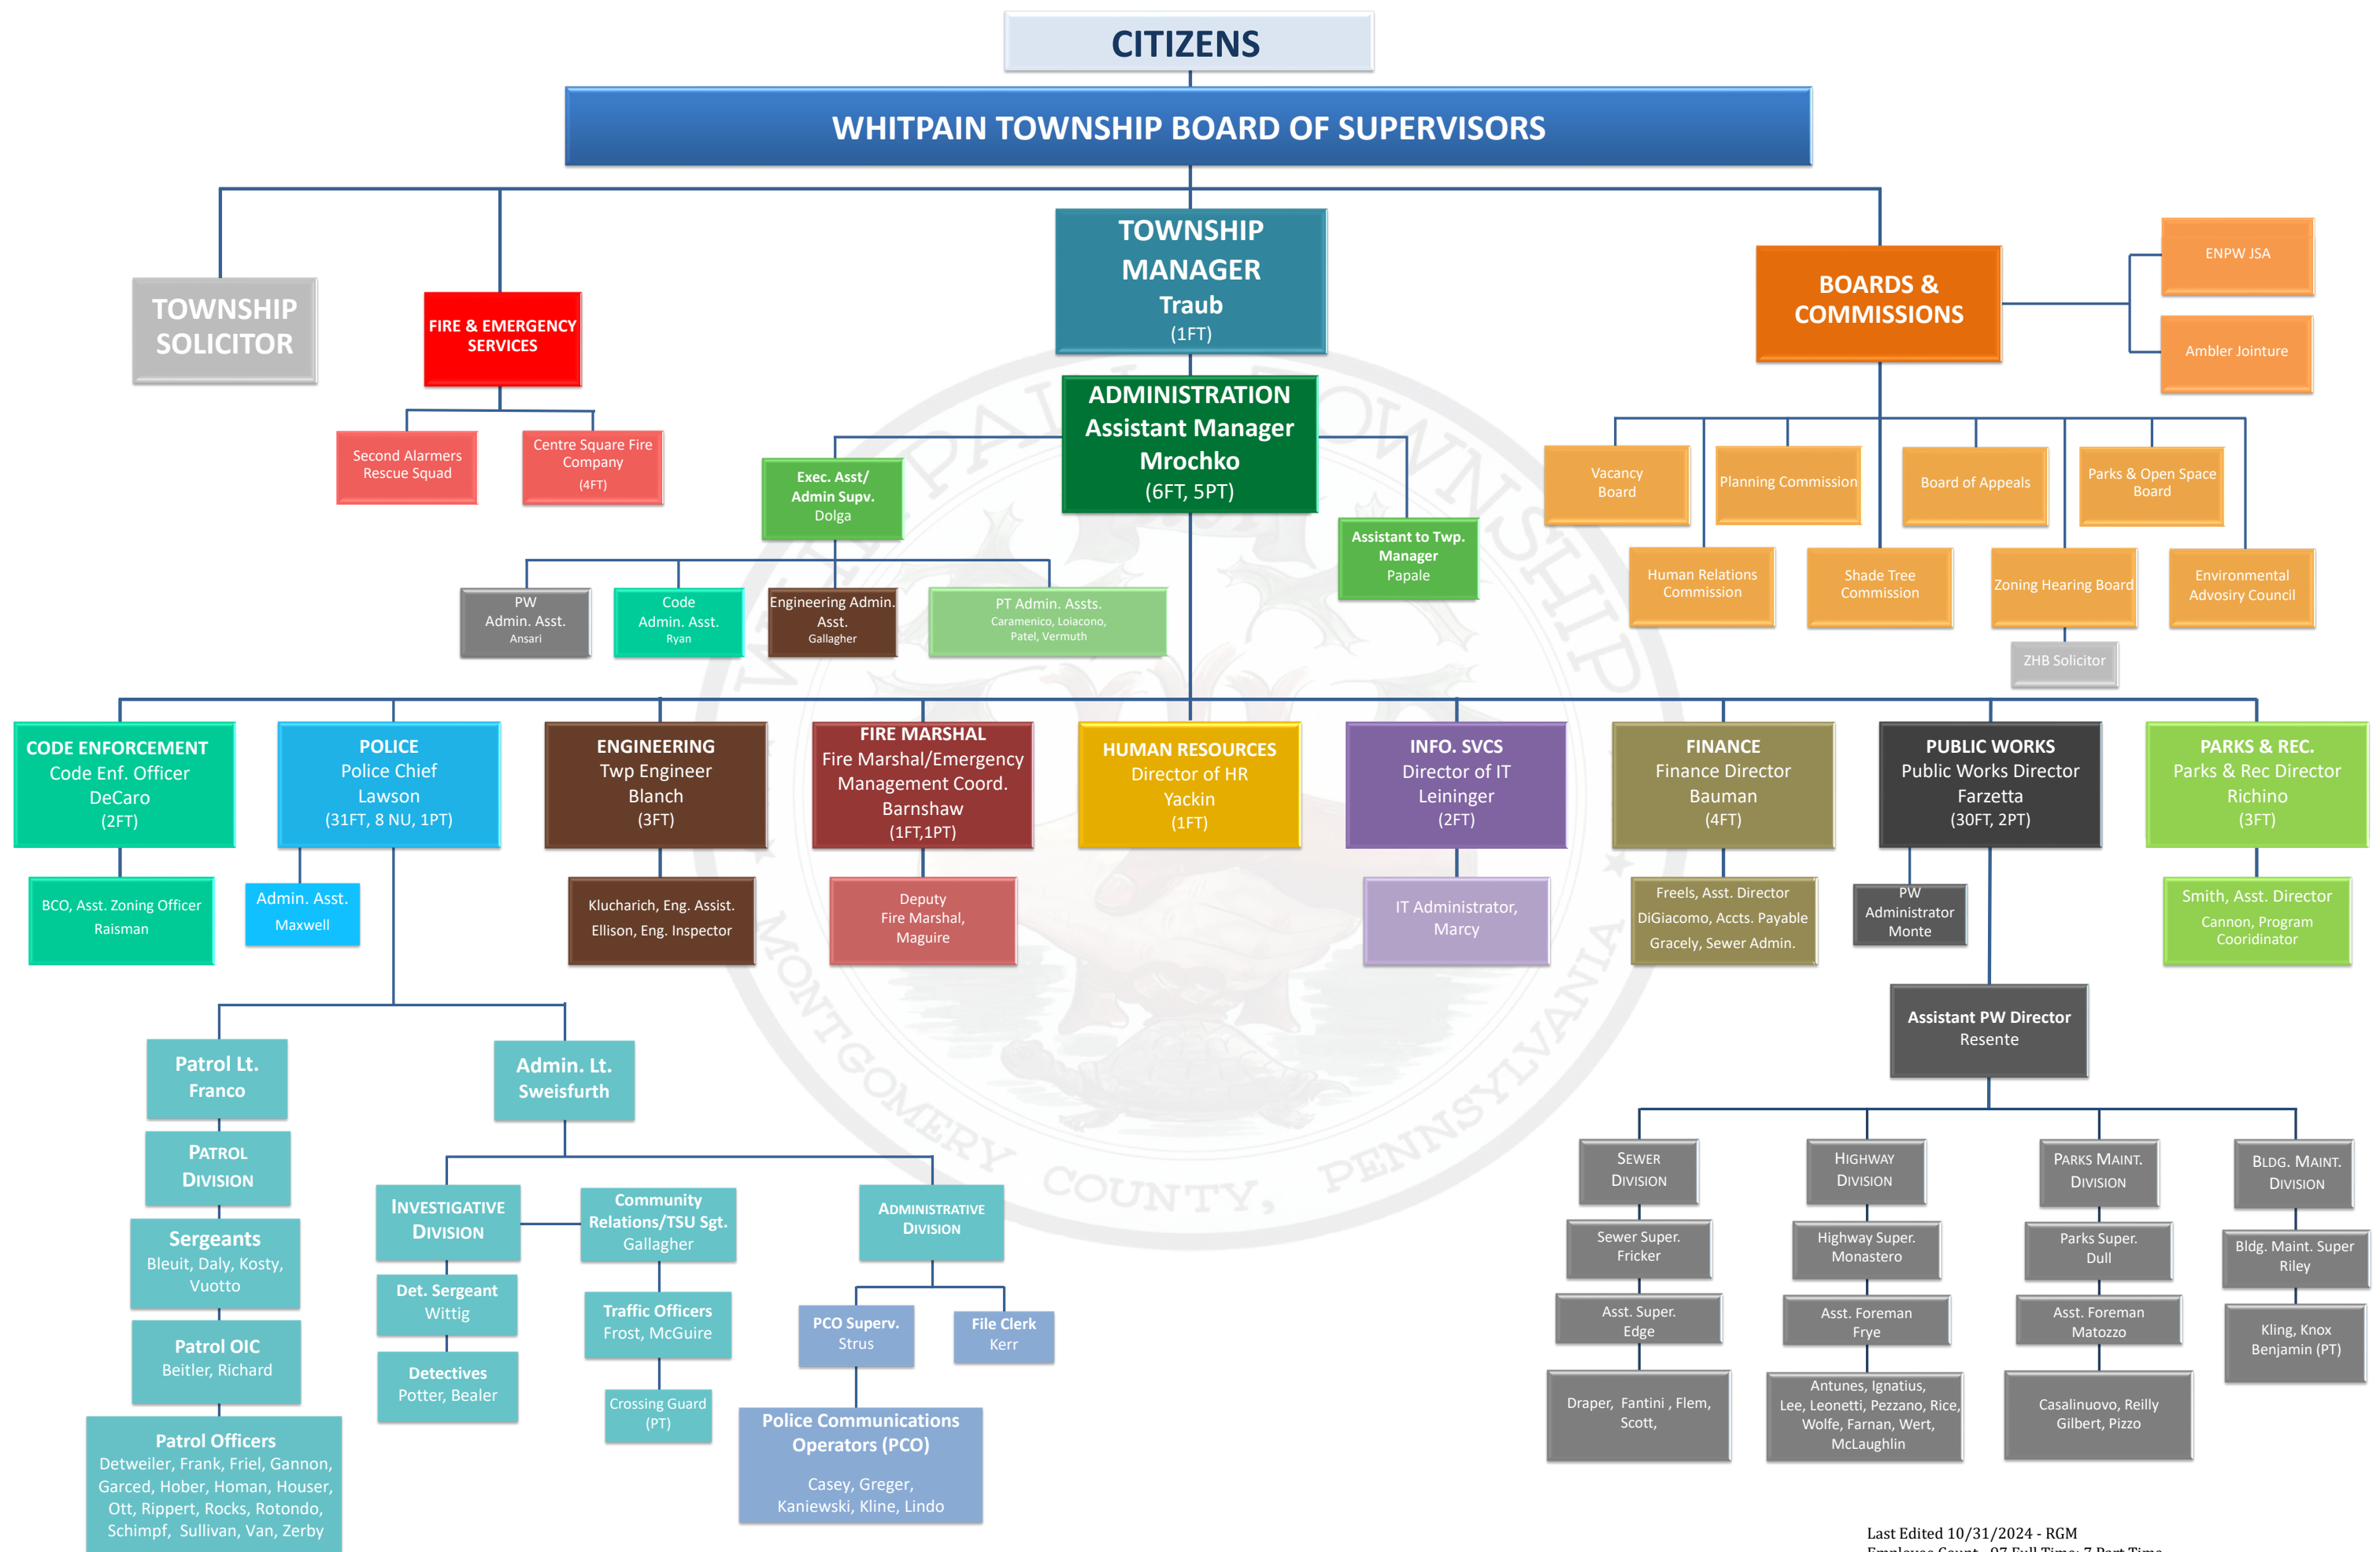 CITIZENS
WHITPAIN TOWNSHIP BOARD OF SUPERVISORS
TOWNSHIP
SOLICITOR
FIRE & EMERGENCY
SERVICES
Second Alarmers
Rescue Squad
Centre Square Fire
Company
(4FT)
TOWNSHIP
MANAGER
Traub
(1FT)
ADMINISTRATION
Assistant Manager
Mrochko
(6FT, 5PT)
Exec. Asst/
Admin Supv.
Dolga
Assistant to Twp.
Manager
Papale
PW
Admin. Asst.
Ansari
Code
Admin. Asst.
Ryan
Engineering Admin.
Asst.
Gallagher
PT Admin. Assts.
Caramenico, Loiacono,
Patel, Vermuth
BOARDS &
COMMISSIONS
ENPW JSA
Ambler Jointure
Vacancy
Board
Planning Commission
Board of Appeals
Parks & Open Space
Board
Human Relations
Commission
Shade Tree
Commission
Zoning Hearing Board
Environmental
Advosiry Council
ZHB Solicitor
CODE ENFORCEMENT
Code Enf. Officer
DeCaro
(2FT)
BCO, Asst. Zoning Officer
Raisman
POLICE
Police Chief
Lawson
(31FT, 8 NU, 1PT)
Admin. Asst.
Maxwell
ENGINEERING
Twp Engineer
Blanch
(3FT)
Klucharich, Eng. Assist.
Ellison, Eng. Inspector
FIRE MARSHAL
Fire Marshal/Emergency
Management Coord.
Barnshaw
(1FT,1PT)
Deputy
Fire Marshal,
Maguire
HUMAN RESOURCES
Director of HR
Yackin
(1FT)
INFO. SVCS
Director of IT
Leininger
(2FT)
IT Administrator,
Marcy
FINANCE
Finance Director
Bauman
(4FT)
Freels, Asst. Director
DiGiacomo, Accts. Payable
Gracely, Sewer Admin.
PUBLIC WORKS
Public Works Director
Farzetta
(30FT, 2PT)
PW
Administrator
Monte
PARKS & REC.
Parks & Rec Director
Richino
(3FT)
Smith, Asst. Director
Cannon, Program
Cooridinator
Patrol Lt.
Franco
PATROL
DIVISION
Sergeants
Bleuit, Daly, Kosty,
Vuotto
Patrol OIC
Beitler, Richard
Patrol Officers
Detweiler, Frank, Friel, Gannon,
Garced, Hober, Homan, Houser,
Ott, Rippert, Rocks, Rotondo,
Schimpf, Sullivan, Van, Zerby
Admin. Lt.
Sweisfurth
INVESTIGATIVE
DIVISION
Det. Sergeant
Wittig
Detectives
Potter, Bealer
Community
Relations/TSU Sgt.
Gallagher
Traffic Officers
Frost, McGuire
Crossing Guard
(PT)
ADMINISTRATIVE
DIVISION
PCO Superv.
Strus
File Clerk
Kerr
Police Communications
Operators (PCO)
Casey, Greger,
Kaniewski, Kline, Lindo
Assistant PW Director
Resente
SEWER
DIVISION
Sewer Super.
Fricker
Asst. Super.
Edge
Draper, Fantini , Flem,
Scott,
HIGHWAY
DIVISION
Highway Super.
Monastero
Asst. Foreman
Frye
Antunes, Ignatius,
Lee, Leonetti, Pezzano, Rice,
Wolfe, Farnan, Wert,
McLaughlin
PARKS MAINT.
DIVISION
Parks Super.
Dull
Asst. Foreman
Matozzo
Casalinuovo, Reilly
Gilbert, Pizzo
BLDG. MAINT.
DIVISION
Bldg. Maint. Super
Riley
Kling, Knox
Benjamin (PT)
WHITPAIN TOWNSHIP
MONTGOMERY COUNTY, PENNSYLVANIA
Last Edited 10/31/2024 - RGM
Employee Count - 97 Full Time; 7 Part Time